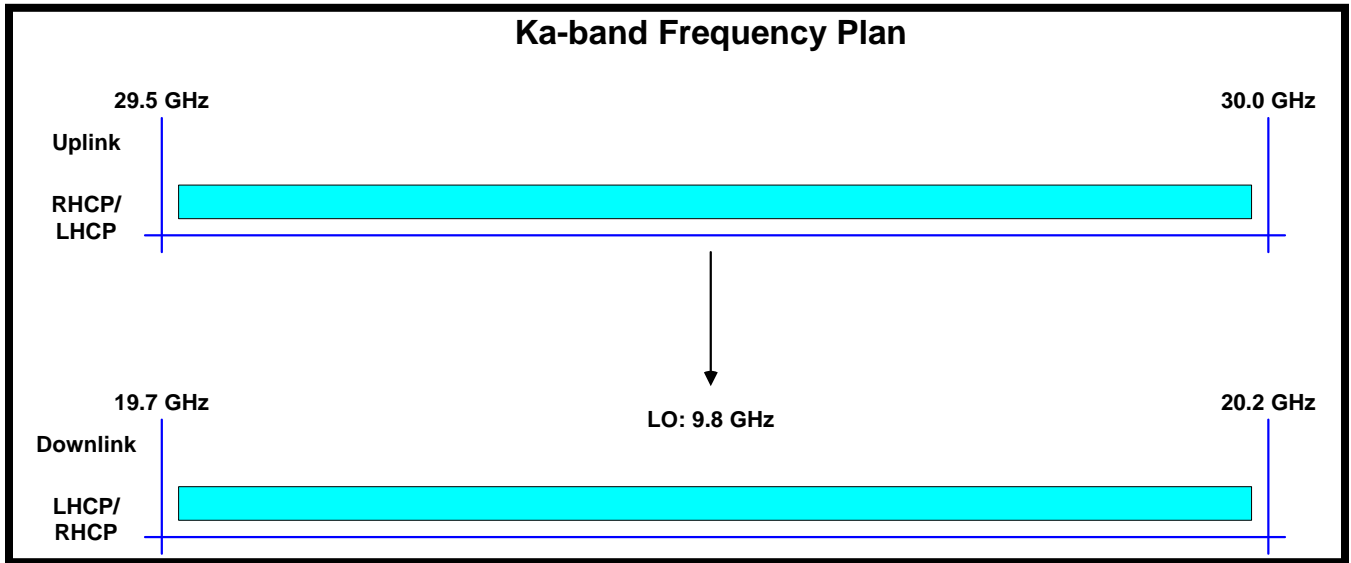 Ka-band Frequency Plan
29.5 GHz
30.0 GHz
Uplink
RHCP/
LHCP
19.7 GHz
LO: 9.8 GHz
20.2 GHz
Downlink
LHCP/
RHCP